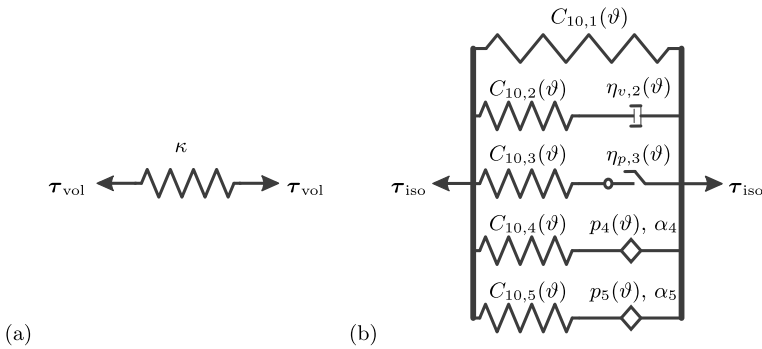 κ
τ_vol
τ_vol
(a)
C_{10,1}(ϑ)
C_{10,2}(ϑ) η_{v,2}(ϑ)
C_{10,3}(ϑ) η_{p,3}(ϑ)
τ_iso
τ_iso
C_{10,4}(ϑ) p_4(ϑ), α_4
C_{10,5}(ϑ) p_5(ϑ), α_5
(b)